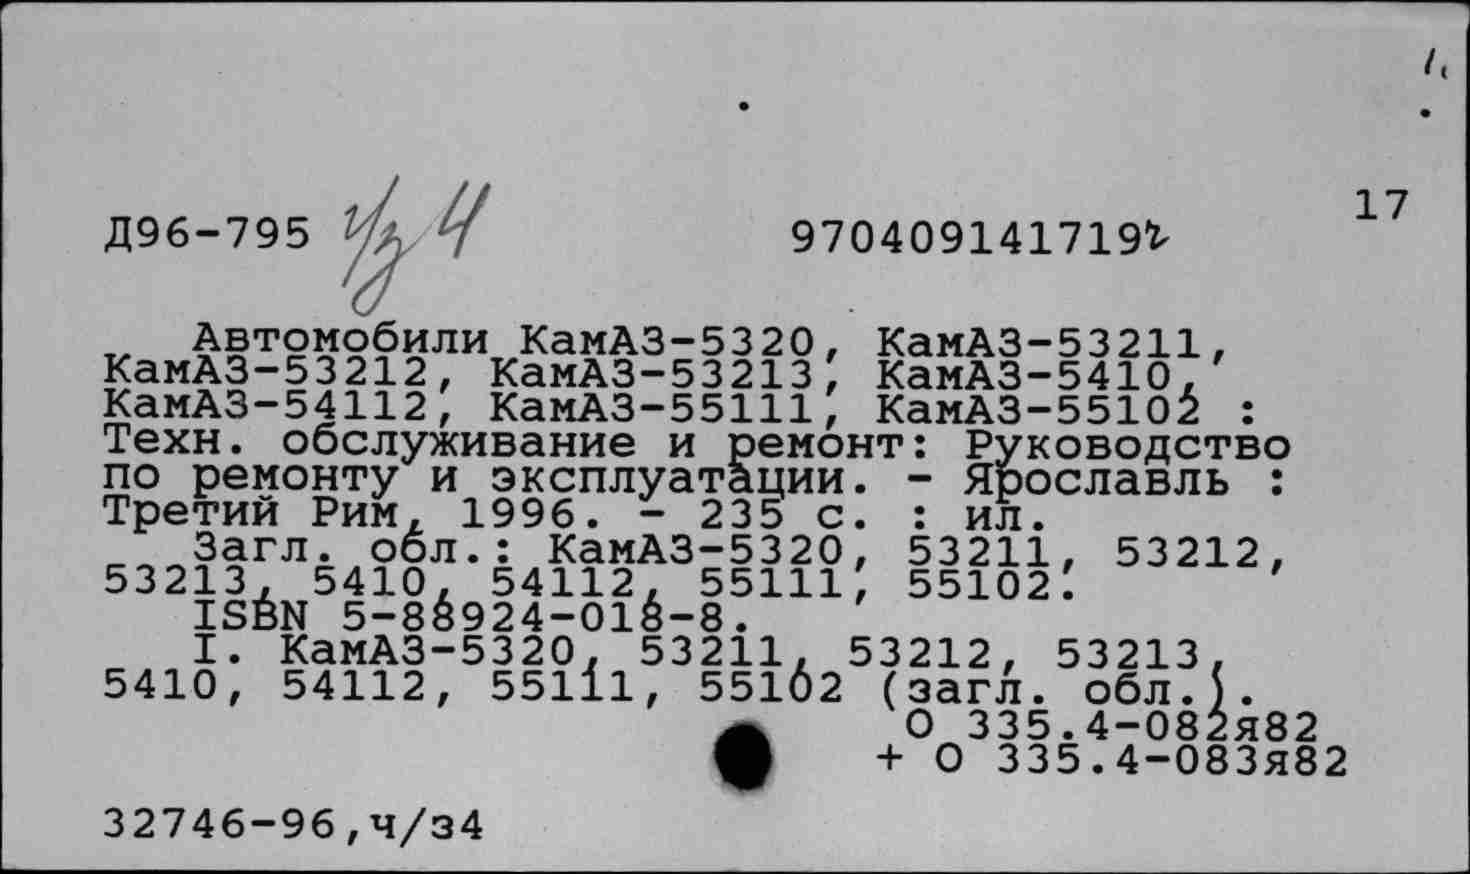 17
Д96-795 ч/з 4 970409141719
Автомобили КамАЗ-5320, КамАЗ-53211,
КамАЗ-53212, КамАЗ-53213, КамАЗ-5410,
КамАЗ-54112, КамАЗ-55111, КамАЗ-55102 :
Техн. обслуживание и ремонт: Руководство
по ремонту и эксплуатации. - Ярославль :
Третий Рим, 1996. - 235 с. : ил.
Загл. обл.: КамАЗ-5320, 53211, 53212,
53213, 5410, 54112, 55111, 55102.
ISBN 5-88924-018-8.
I. КамАЗ-5320, 53211, 53212, 53213,
5410, 54112, 55111, 55102 (загл. обл.).
О 335.4-082я82
+ О 335.4-083я82
32746-96,ч/з4